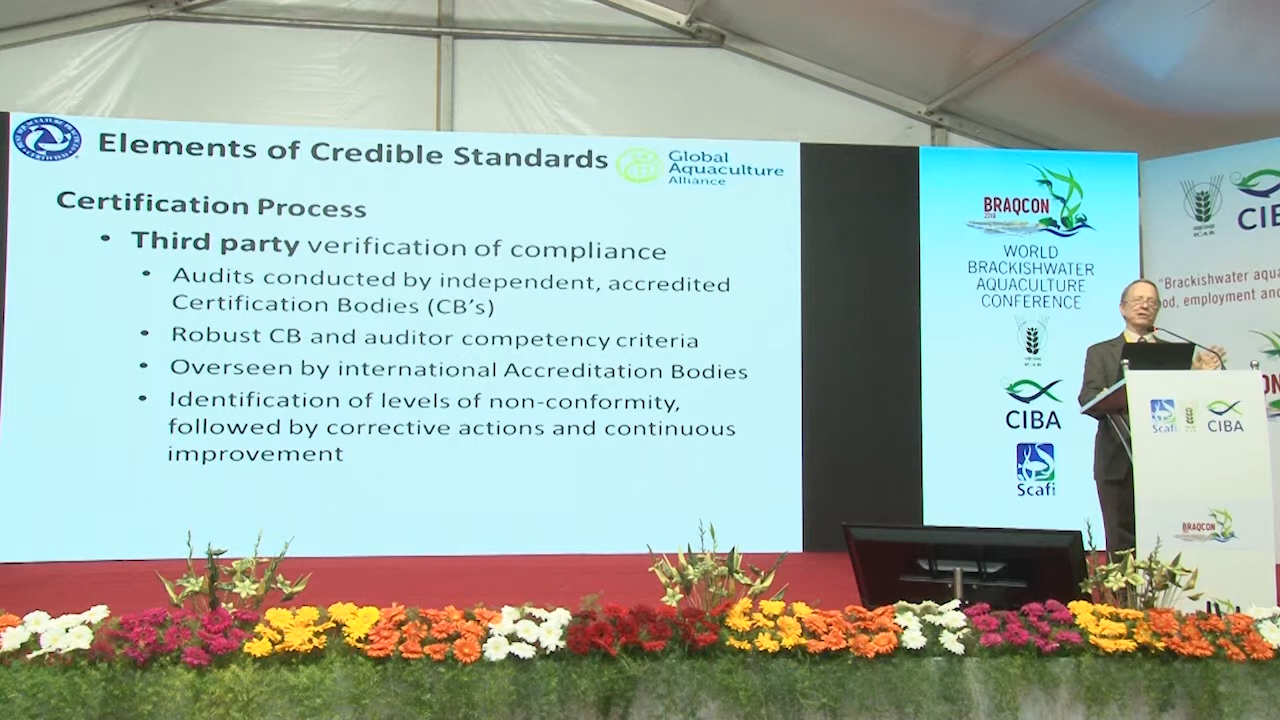 Elements of Credible Standards
Global
Aquaculture
Alliance
Certification Process
• Third party verification of compliance
• Audits conducted by independent, accredited
Certification Bodies (CB's)
• Robust CB and auditor competency criteria
• Overseen by international Accreditation Bodies
• Identification of levels of non-conformity,
followed by corrective actions and continuous
improvement
BRAQCON
WORLD
BRACKISHWATER
AQUACULTURE
CONFERENCE
CIBA
Scafi
ICAR
CIB
"Brackishwater aqua
od, employment and
Scafi
CIBA
BRAQCON